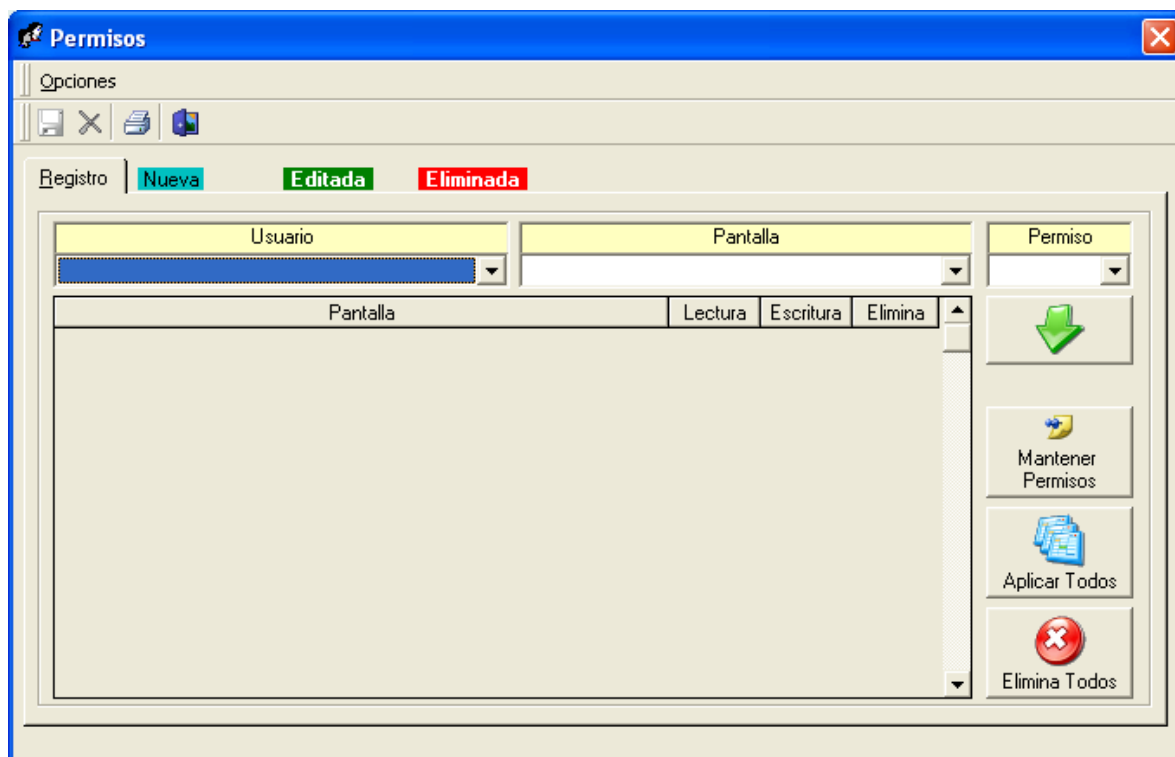 Permisos
Opciones
Registro Nueva Editada Eliminada
Usuario Pantalla Permiso
Pantalla Lectura Escritura Elimina
Mantener
Permisos
Aplicar Todos
Elimina Todos